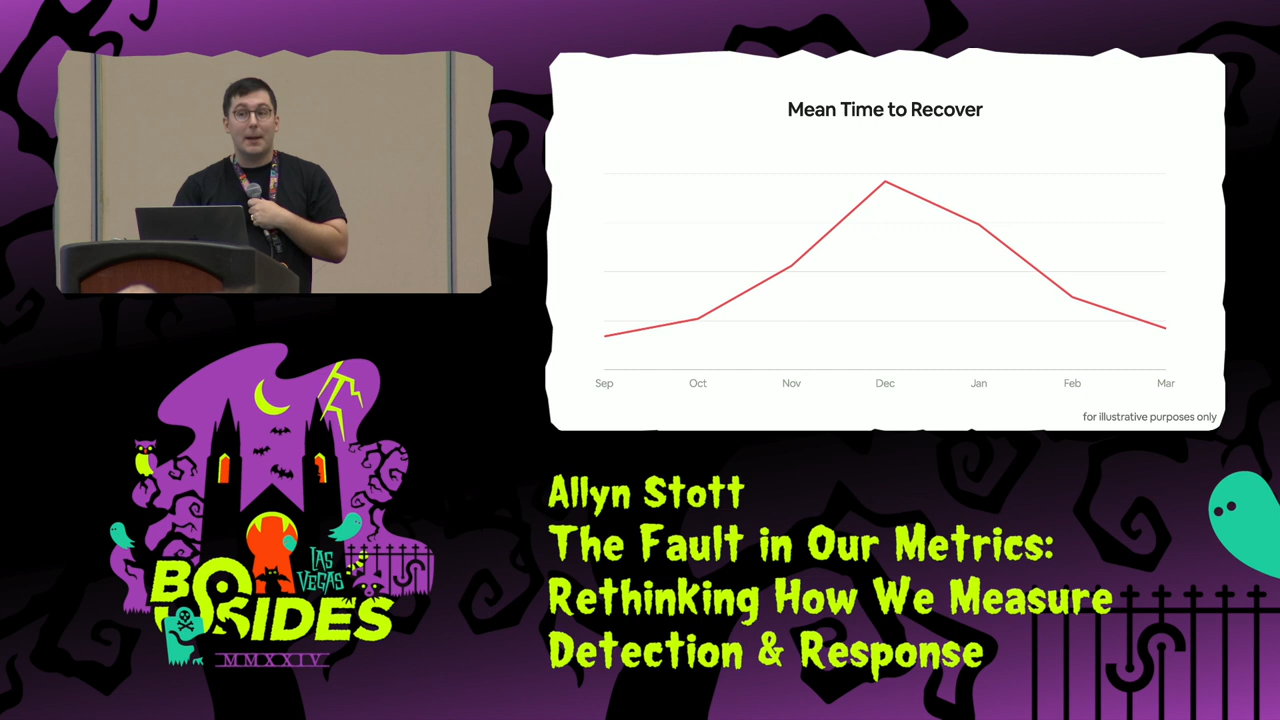 Mean Time to Recover
Sep Oct Nov Dec Jan Feb Mar
for illustrative purposes only
Allyn Stott
The Fault in Our Metrics:
Rethinking How We Measure
Detection & Response
LAS
VEGAS
BSIDES
MMXXIV